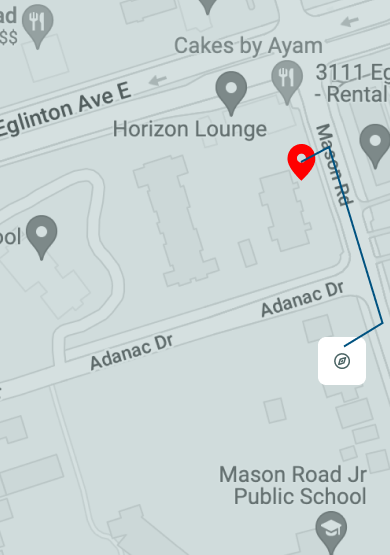 ad
$$
Cakes by Ayam
3111 Eg
- Rental
Eglinton Ave E
Horizon Lounge
Mason Rd
ool
Adanac Dr
Adanac Dr
Mason Road Jr
Public School